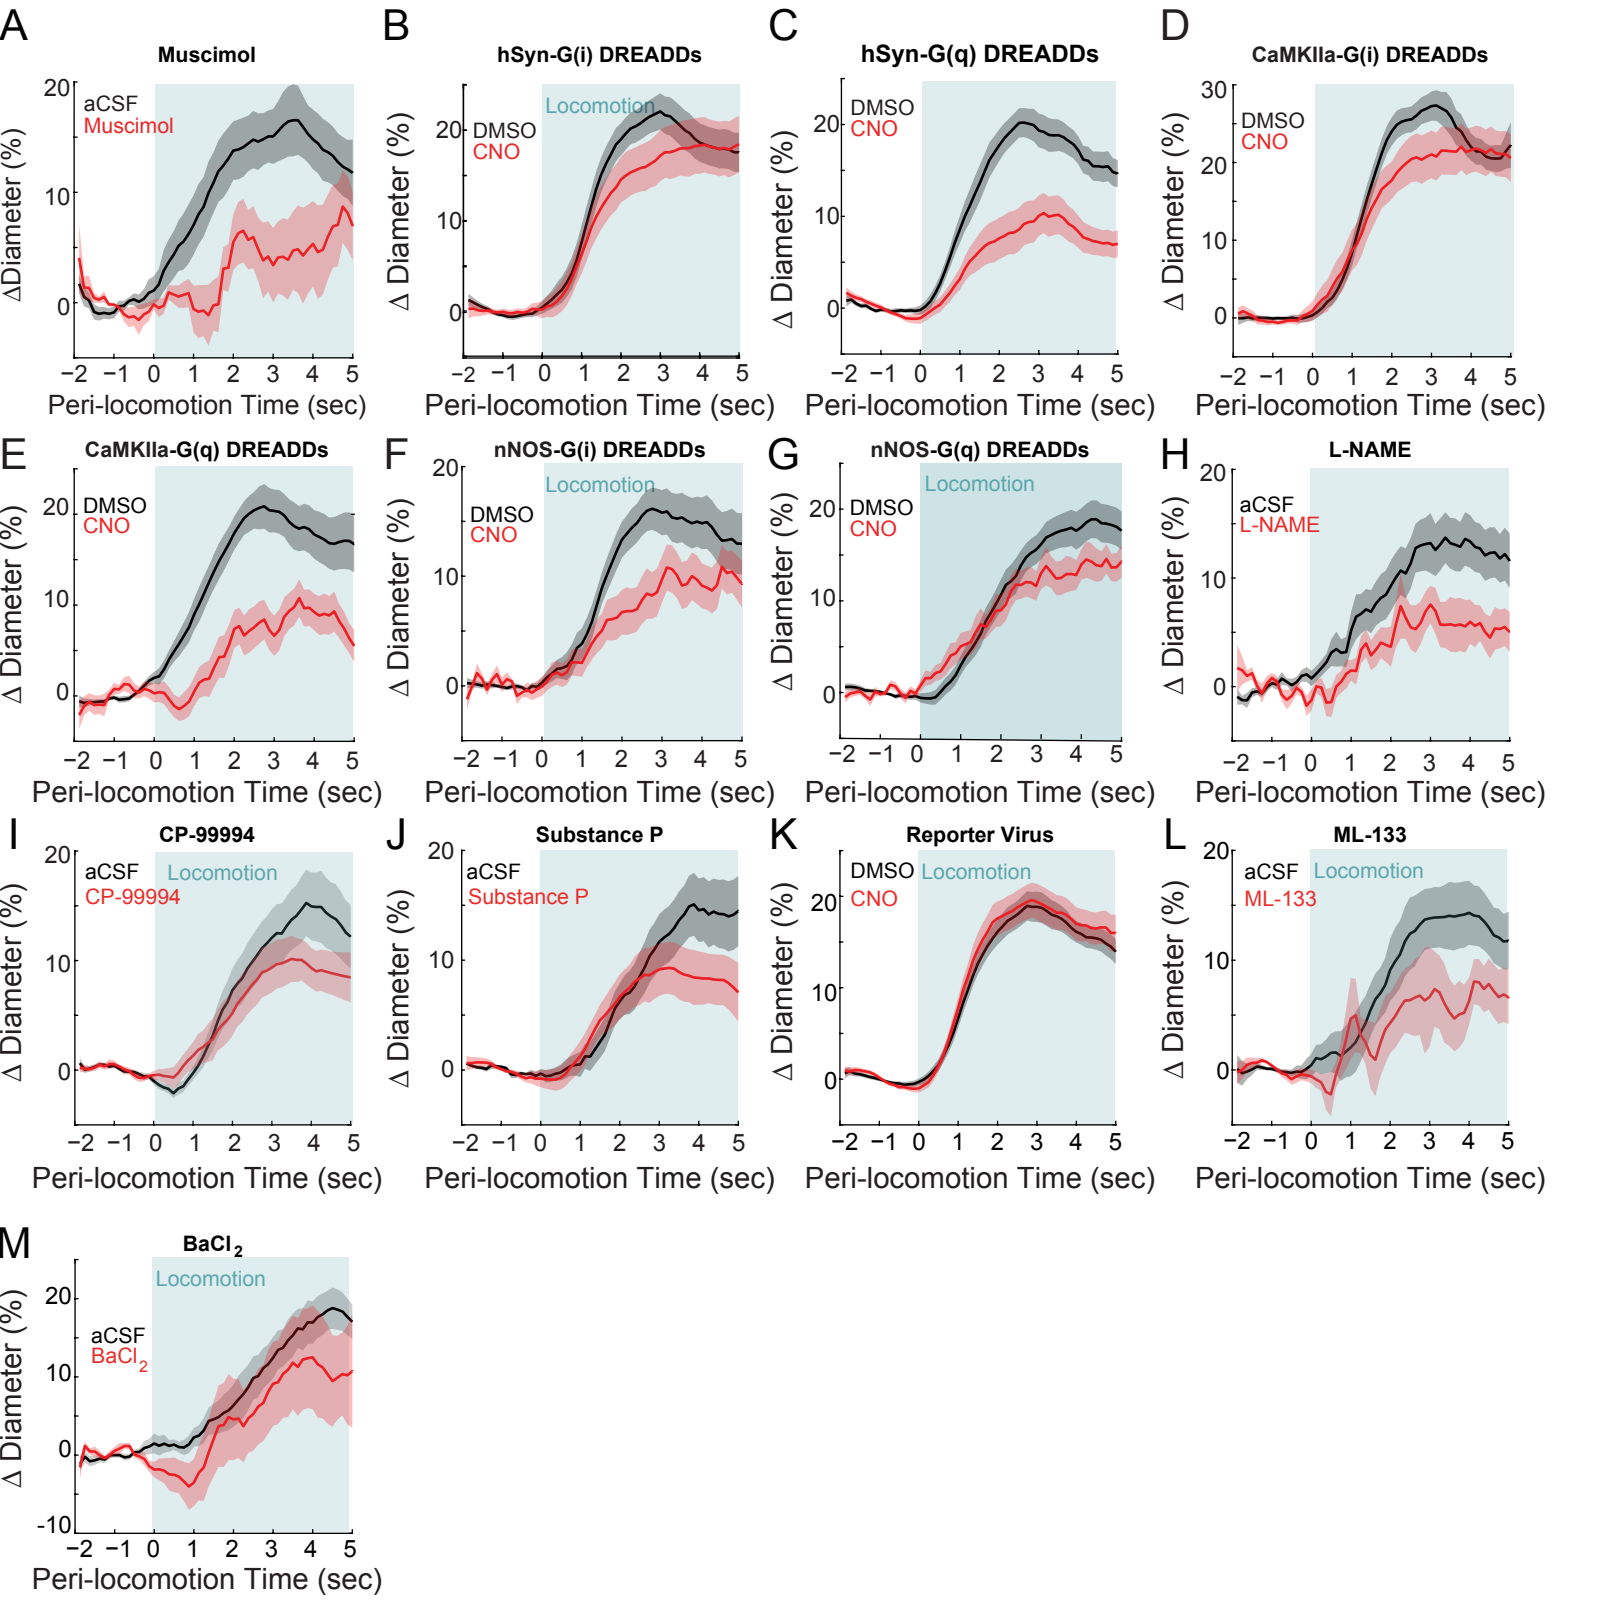 A
Muscimol
aCSF
Muscimol
ΔDiameter (%)
20
10
0
−2 −1 0 1 2 3 4 5
Peri-locomotion Time (sec)
B
hSyn-G(i) DREADDs
Locomotion
DMSO
CNO
Δ Diameter (%)
20
10
0
−2 −1 0 1 2 3 4 5
Peri-locomotion Time (sec)
C
hSyn-G(q) DREADDs
DMSO
CNO
Δ Diameter (%)
20
10
0
−2 −1 0 1 2 3 4 5
Peri-locomotion Time (sec)
D
CaMKIIa-G(i) DREADDs
DMSO
CNO
Δ Diameter (%)
30
20
10
0
−2 −1 0 1 2 3 4 5
Peri-locomotion Time (sec)
E
CaMKIIa-G(q) DREADDs
DMSO
CNO
Δ Diameter (%)
20
10
0
−2 −1 0 1 2 3 4 5
Peri-locomotion Time (sec)
F
nNOS-G(i) DREADDs
Locomotion
DMSO
CNO
Δ Diameter (%)
20
10
0
−2 −1 0 1 2 3 4 5
Peri-locomotion Time (sec)
G
nNOS-G(q) DREADDs
Locomotion
DMSO
CNO
Δ Diameter (%)
20
10
0
−2 −1 0 1 2 3 4 5
Peri-locomotion Time (sec)
H
L-NAME
aCSF
L-NAME
Δ Diameter (%)
20
10
0
−2 −1 0 1 2 3 4 5
Peri-locomotion Time (sec)
I
CP-99994
aCSF
Locomotion
CP-99994
Δ Diameter (%)
20
10
0
−2 −1 0 1 2 3 4 5
Peri-locomotion Time (sec)
J
Substance P
aCSF
Substance P
Δ Diameter (%)
20
10
0
−2 −1 0 1 2 3 4 5
Peri-locomotion Time (sec)
K
Reporter Virus
DMSO
Locomotion
CNO
Δ Diameter (%)
20
10
0
−2 −1 0 1 2 3 4 5
Peri-locomotion Time (sec)
L
ML-133
aCSF
Locomotion
ML-133
Δ Diameter (%)
20
10
0
−2 −1 0 1 2 3 4 5
Peri-locomotion Time (sec)
M
BaCl2
Locomotion
aCSF
BaCl2
Δ Diameter (%)
20
10
0
-10
−2 −1 0 1 2 3 4 5
Peri-locomotion Time (sec)